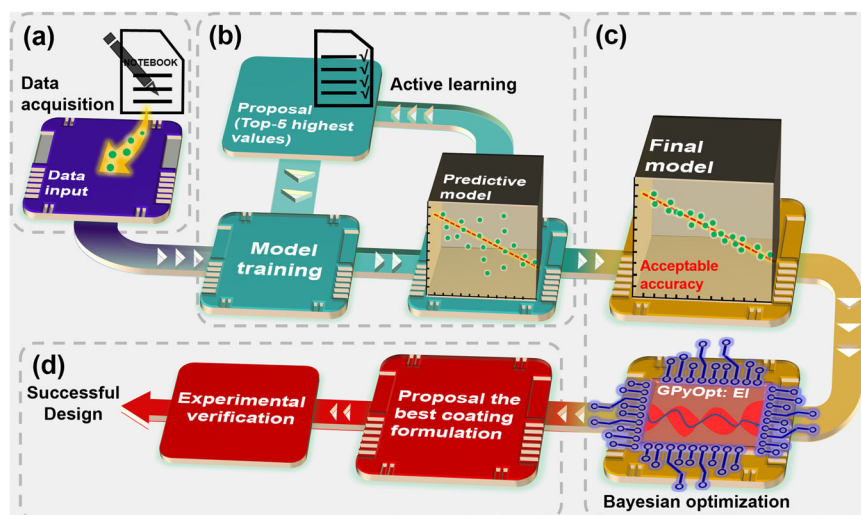 (a)
NOTEBOOK
Data
acquisition
Data
input
(b)
Proposal
(Top-5 highest
values)
Active learning
Model
training
Predictive
model
(c)
Final
model
Acceptable
accuracy
GPyOpt: EI
Bayesian optimization
(d)
Proposal the
best coating
formulation
Experimental
verification
Successful
Design